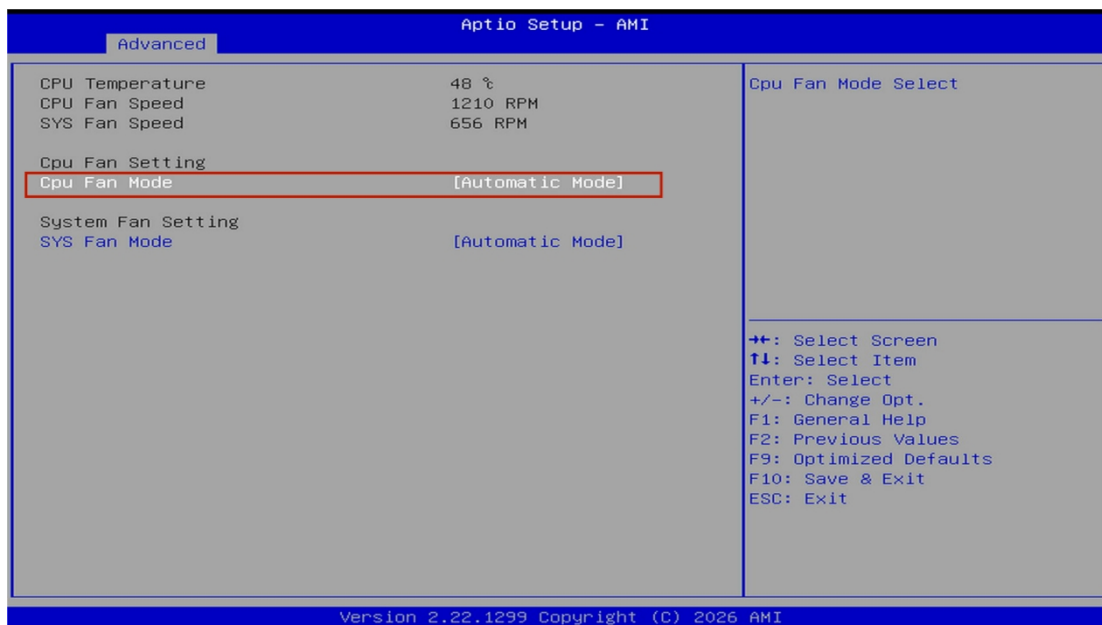 Aptio Setup - AMI
Advanced
CPU Temperature 48 ℃
CPU Fan Speed 1210 RPM
SYS Fan Speed 656 RPM
Cpu Fan Setting
Cpu Fan Mode [Automatic Mode]
System Fan Setting
SYS Fan Mode [Automatic Mode]
Cpu Fan Mode Select
→←: Select Screen
↑↓: Select Item
Enter: Select
+/-: Change Opt.
F1: General Help
F2: Previous Values
F9: Optimized Defaults
F10: Save & Exit
ESC: Exit
Version 2.22.1299 Copyright (C) 2026 AMI